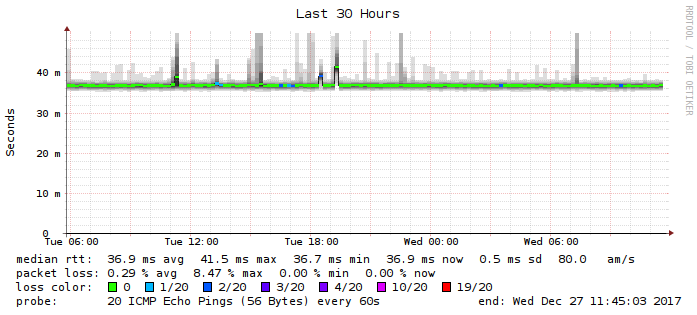 Last 30 Hours
RRDTOOL / TOBI OETIKER
Seconds
40 m
30 m
20 m
10 m
0
Tue 06:00 Tue 12:00 Tue 18:00 Wed 00:00 Wed 06:00
median rtt: 36.9 ms avg 41.5 ms max 36.7 ms min 36.9 ms now 0.5 ms sd 80.0 am/s
packet loss: 0.29 % avg 8.47 % max 0.00 % min 0.00 % now
loss color: 0 1/20 2/20 3/20 4/20 10/20 19/20
probe: 20 ICMP Echo Pings (56 Bytes) every 60s end: Wed Dec 27 11:45:03 2017